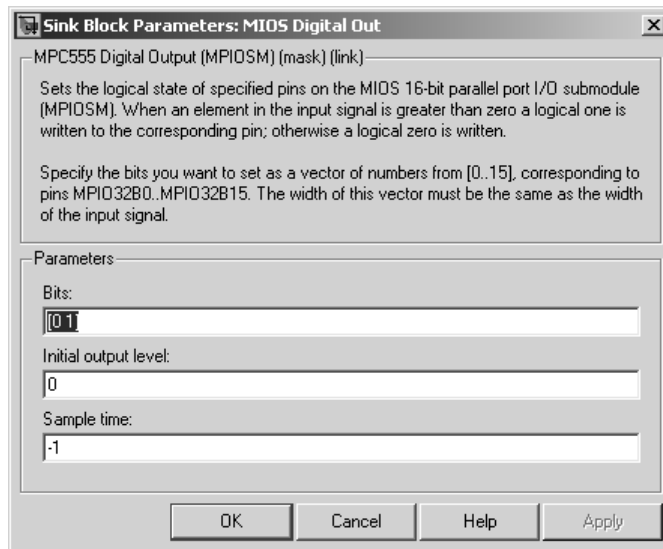 Sink Block Parameters: MIOS Digital Out
MPC555 Digital Output (MPIOSM) (mask) (link)
Sets the logical state of specified pins on the MIOS 16-bit parallel port I/O submodule
(MPIOSM). When an element in the input signal is greater than zero a logical one is
written to the corresponding pin; otherwise a logical zero is written.
Specify the bits you want to set as a vector of numbers from [0..15], corresponding to
pins MPIO32B0..MPIO32B15. The width of this vector must be the same as the width
of the input signal.
Parameters
Bits:
[0 1]
Initial output level:
0
Sample time:
-1
OK Cancel Help Apply